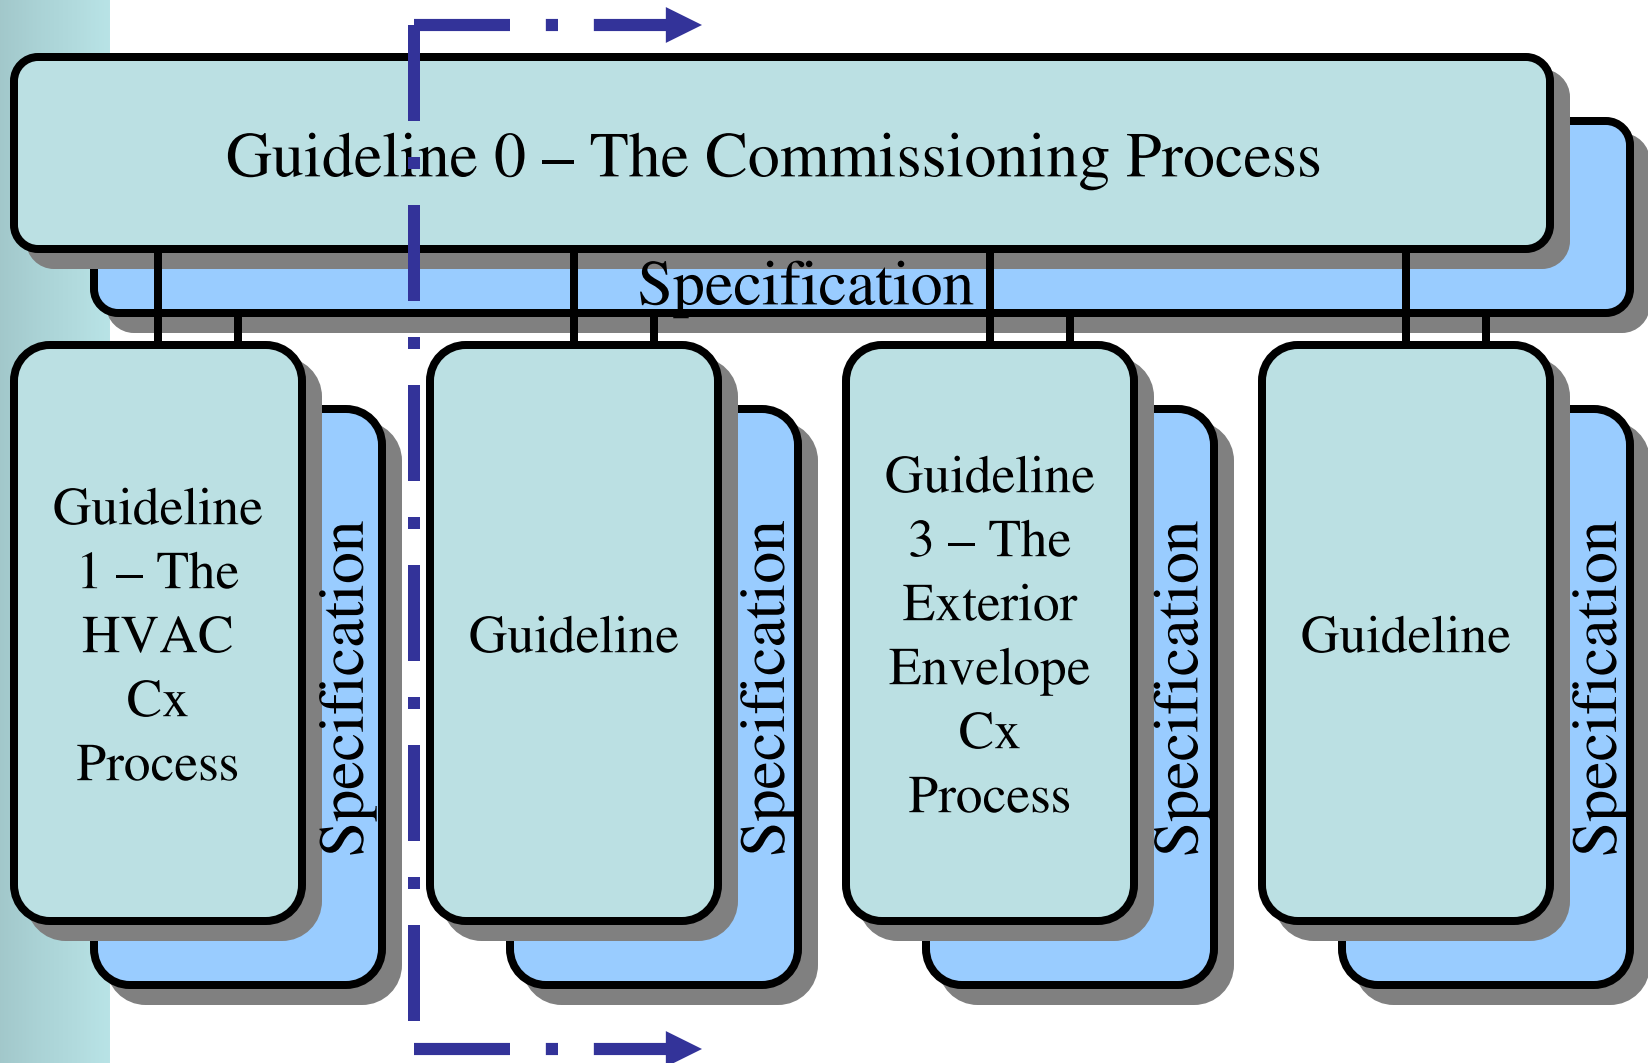 Guideline 0 – The Commissioning Process
Specification
Guideline
1 – The
HVAC
Cx
Process
Specification
Guideline
Specification
Guideline
3 – The
Exterior
Envelope
Cx
Process
Specification
Guideline
Specification